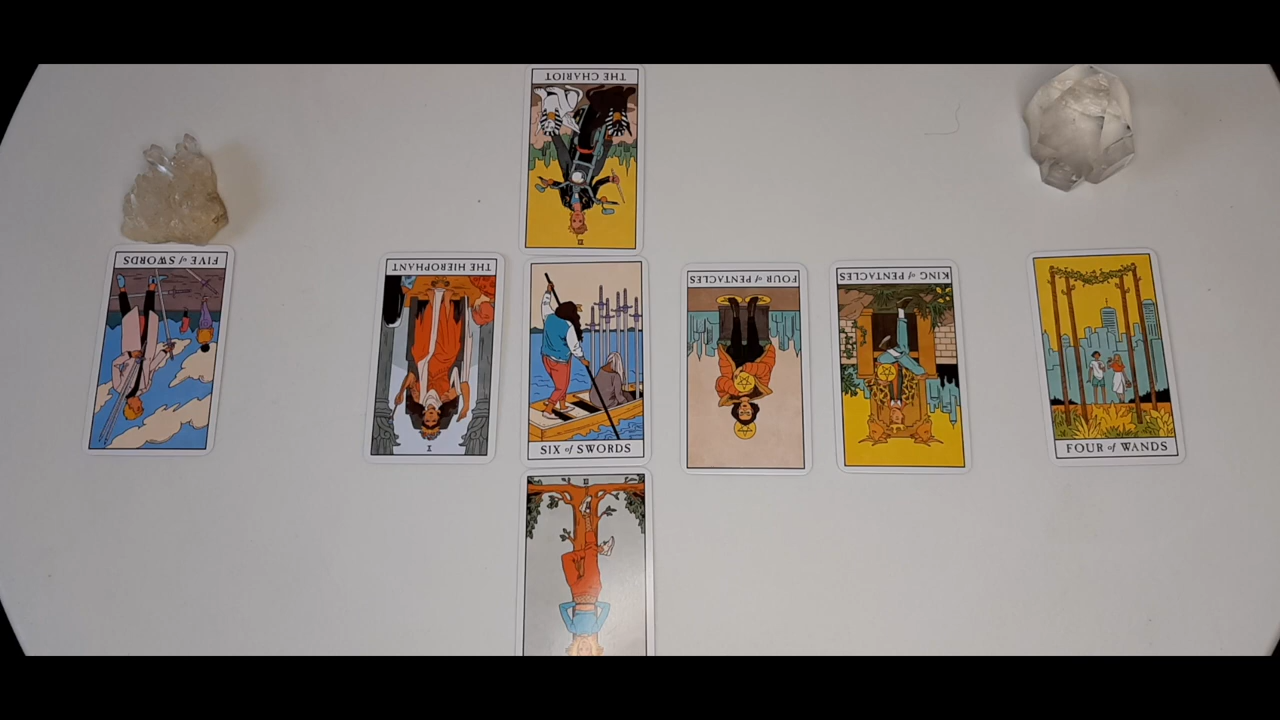 THE CHARIOT
FIVE of SWORDS
THE HIEROPHANT
SIX of SWORDS
FOUR of PENTACLES
KING of PENTACLES
FOUR of WANDS